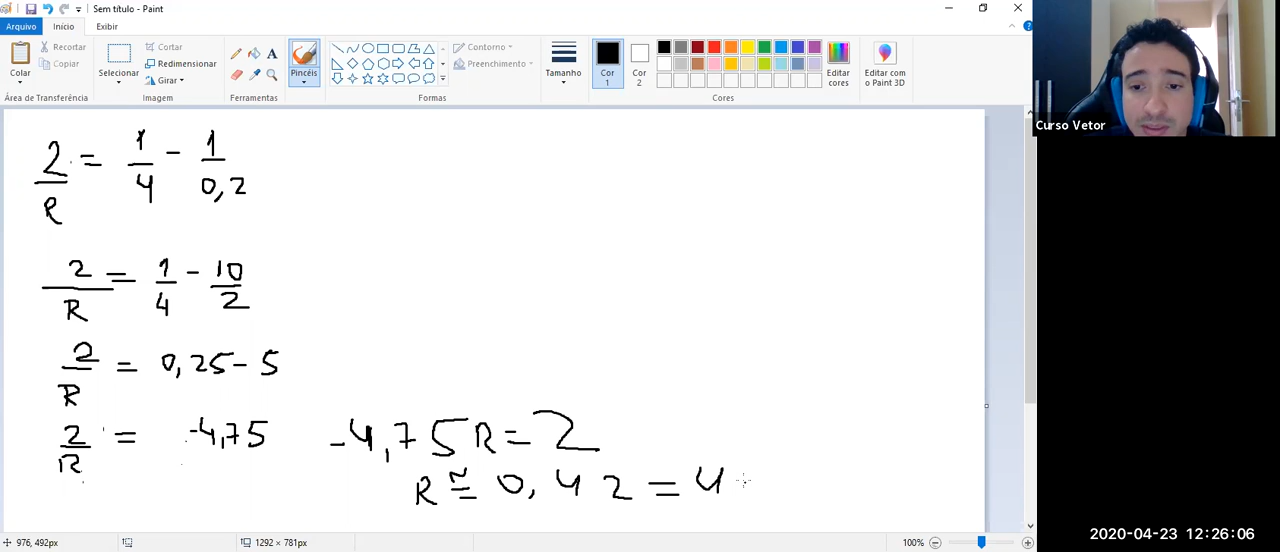 Sem título - Paint
Arquivo Início Exibir
Colar
Recortar
Copiar
Área de Transferência
Selecionar
Cortar
Redimensionar
Girar
Imagem
Ferramentas
Pincéis
Contorno
Preenchimento
Formas
Tamanho
Cor 1
Cor 2
Editar cores
Cores
Editar com o Paint 3D
Curso Vetor
2/R = 1/4 - 1/0,2
2/R = 1/4 - 10/2
2/R = 0,25 - 5
2/R = -4,75 -4,75R = 2
R ≅ 0,42 = 4
976, 492px 1292 × 781px 100%
2020-04-23 12:26:06